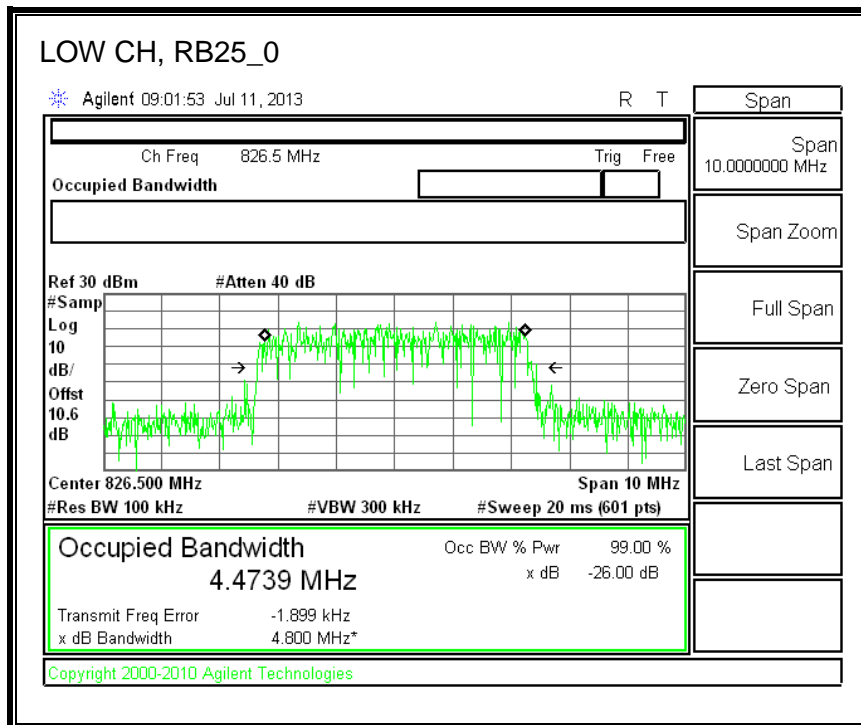 LOW CH, RB25_0
Agilent 09:01:53 Jul 11, 2013 R T
Span
Ch Freq 826.5 MHz Trig Free
Occupied Bandwidth
Span
10.0000000 MHz
Span Zoom
Full Span
Zero Span
Last Span
Ref 30 dBm #Atten 40 dB
#Samp
Log
10
dB/
Offst
10.6
dB
Center 826.500 MHz Span 10 MHz
#Res BW 100 kHz #VBW 300 kHz #Sweep 20 ms (601 pts)
Occupied Bandwidth
4.4739 MHz
Occ BW % Pwr 99.00 %
x dB -26.00 dB
Transmit Freq Error -1.899 kHz
x dB Bandwidth 4.800 MHz*
Copyright 2000-2010 Agilent Technologies